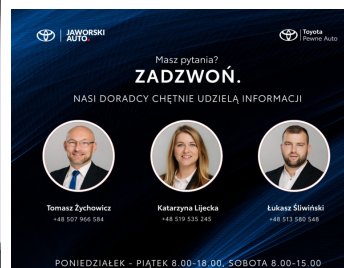 JAWORSKI
AUTO.
Toyota
Pewne Auto
Masz pytania?
ZADZWOŃ.
NASI DORADCY CHĘTNIE UDZIELĄ INFORMACJI
Tomasz Żychowicz
+48 507 966 584
Katarzyna Lijecka
+48 519 535 245
Łukasz Śliwiński
+48 513 580 548
PONIEDZIAŁEK - PIĄTEK 8.00-18.00, SOBOTA 8.00-15.00